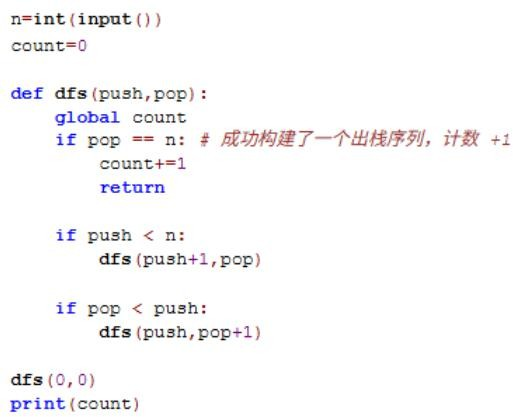 n=int(input())
count=0
def dfs(push,pop):
    global count
    if pop == n: # 成功构建了一个出栈序列，计数 +1
        count+=1
        return
    if push < n:
        dfs(push+1,pop)
    if pop < push:
        dfs(push,pop+1)
dfs(0,0)
print(count)